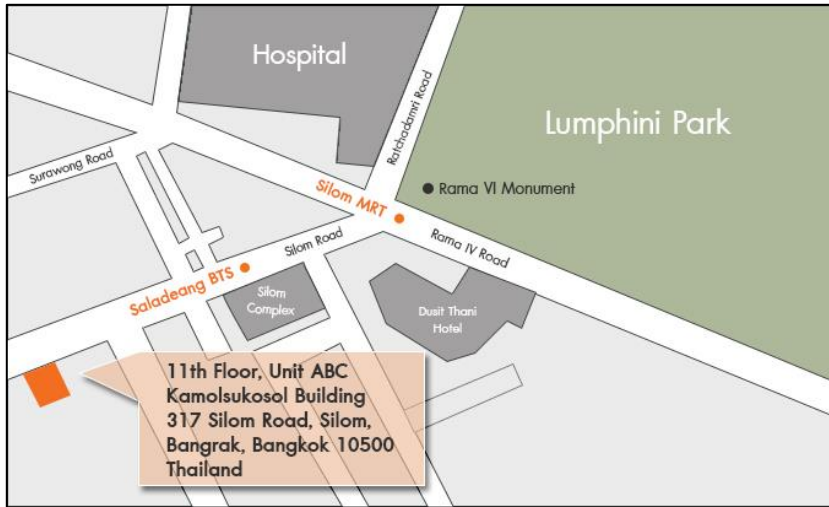 Hospital
Lumphini Park
Ratchadamri Road
Surawong Road
Rama VI Monument
Silom MRT
Rama IV Road
Silom Road
Saladeang BTS
Silom
Complex
Dusit Thani
Hotel
11th Floor, Unit ABC
Kamolsukosol Building
317 Silom Road, Silom,
Bangrak, Bangkok 10500
Thailand